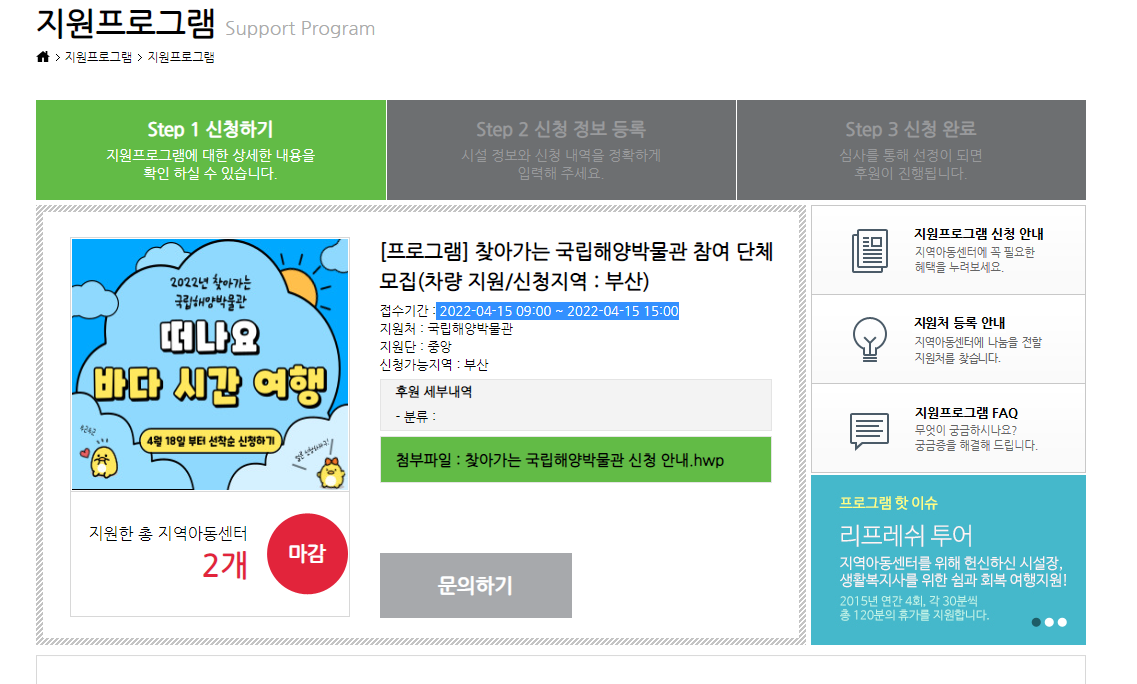 지원프로그램 Support Program
지원프로그램 > 지원프로그램
Step 1 신청하기
지원프로그램에 대한 상세한 내용을
확인 하실 수 있습니다.
Step 2 신청 정보 등록
시설 정보와 신청 내역을 정확하게
입력해 주세요.
Step 3 신청 완료
심사를 통해 선정이 되면
후원이 진행됩니다.
2022년 찾아가는
국립해양박물관
떠나요
바다 시간 여행
4월 18일 부터 선착순 신청하기
지원한 총 지역아동센터
2개
마감
[프로그램] 찾아가는 국립해양박물관 참여 단체
모집(차량 지원/신청지역 : 부산)
접수기간 : 2022-04-15 09:00 ~ 2022-04-15 15:00
지원처 : 국립해양박물관
지원단 : 중앙
신청가능지역 : 부산
후원 세부내역
- 분류 :
첨부파일 : 찾아가는 국립해양박물관 신청 안내.hwp
문의하기
지원프로그램 신청 안내
지역아동센터에 꼭 필요한
혜택을 누려보세요.
지원처 등록 안내
지역아동센터에 나눔을 전할
지원처를 찾습니다.
지원프로그램 FAQ
무엇이 궁금하시나요?
궁금증을 해결해 드립니다.
프로그램 핫 이슈
리프레쉬 투어
지역아동센터를 위해 헌신하신 시설장,
생활복지사를 위한 쉼과 회복 여행지원!
2015년 연간 4회, 각 30분씩
총 120분의 휴가를 지원합니다.